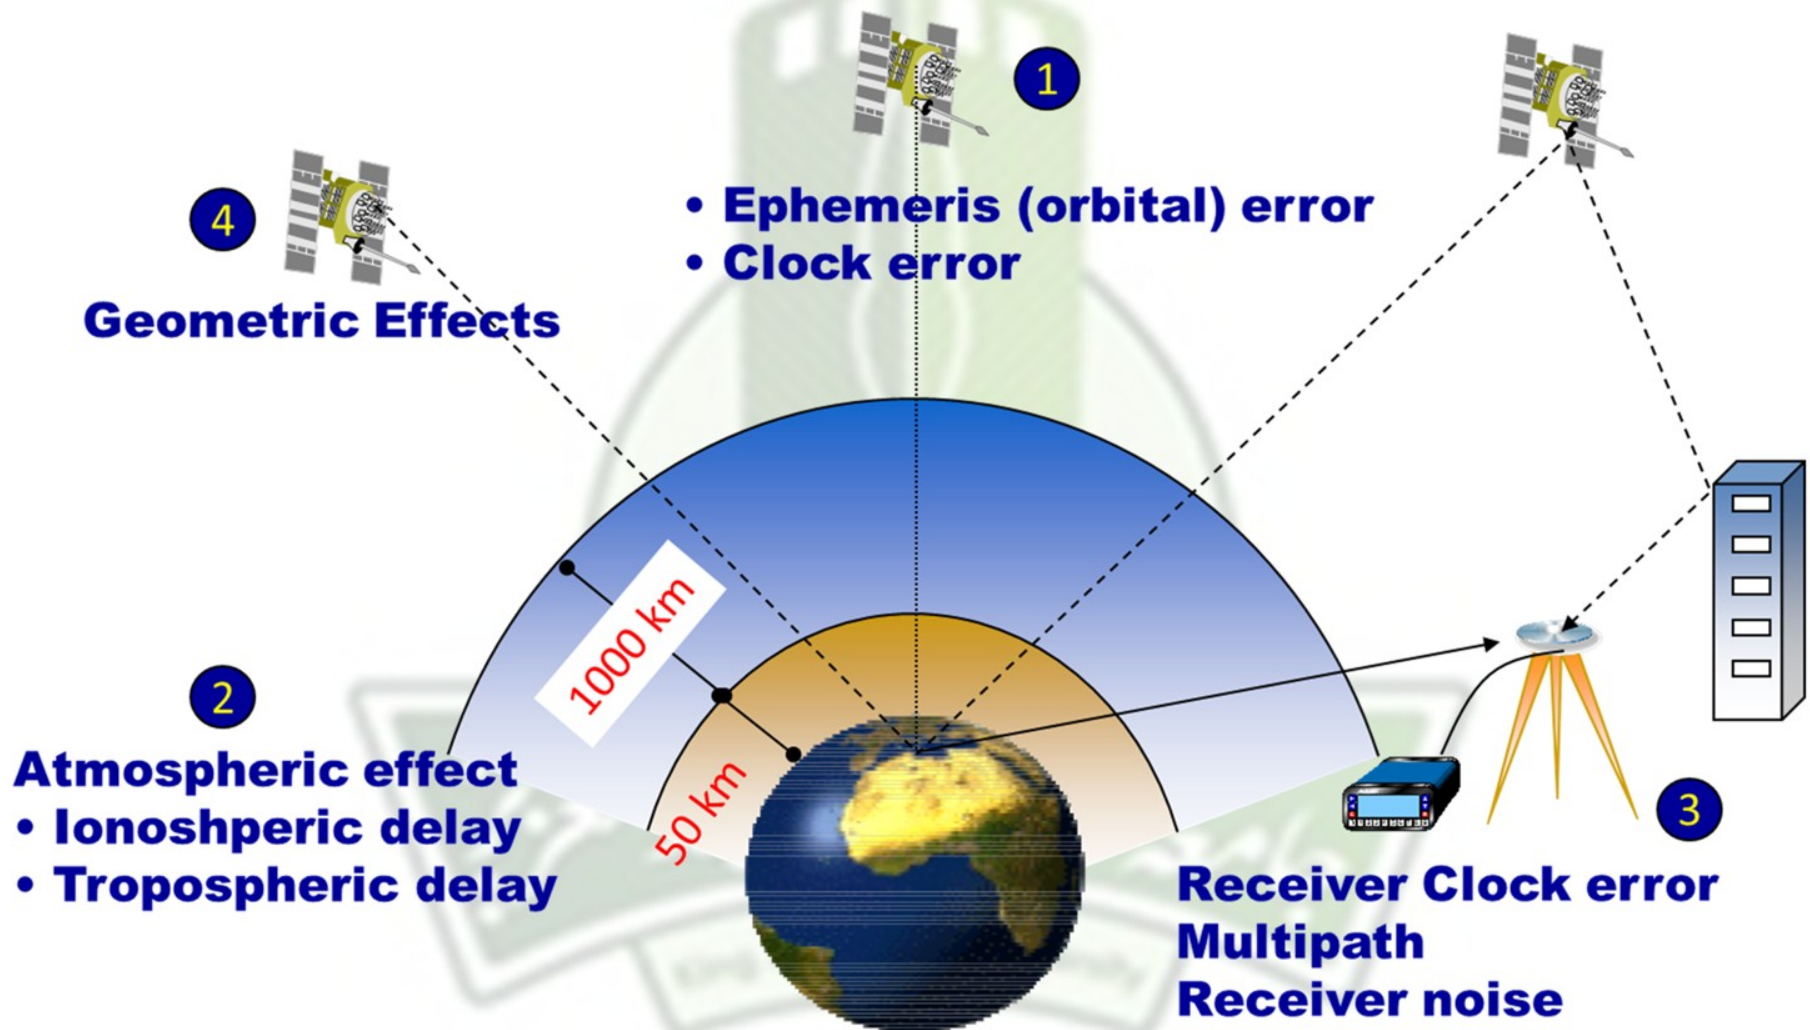 1
• Ephemeris (orbital) error
• Clock error
4
Geometric Effects
1000 km
50 km
2
Atmospheric effect
• Ionoshperic delay
• Tropospheric delay
3
Receiver Clock error
Multipath
Receiver noise